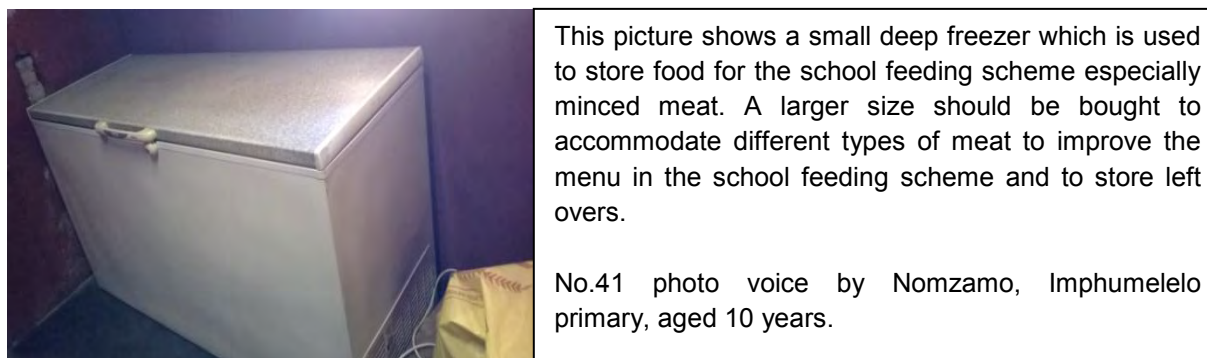 This picture shows a small deep freezer which is used
to store food for the school feeding scheme especially
minced meat. A larger size should be bought to
accommodate different types of meat to improve the
menu in the school feeding scheme and to store left
overs.
No.41 photo voice by Nomzamo, Imphumelelo
primary, aged 10 years.